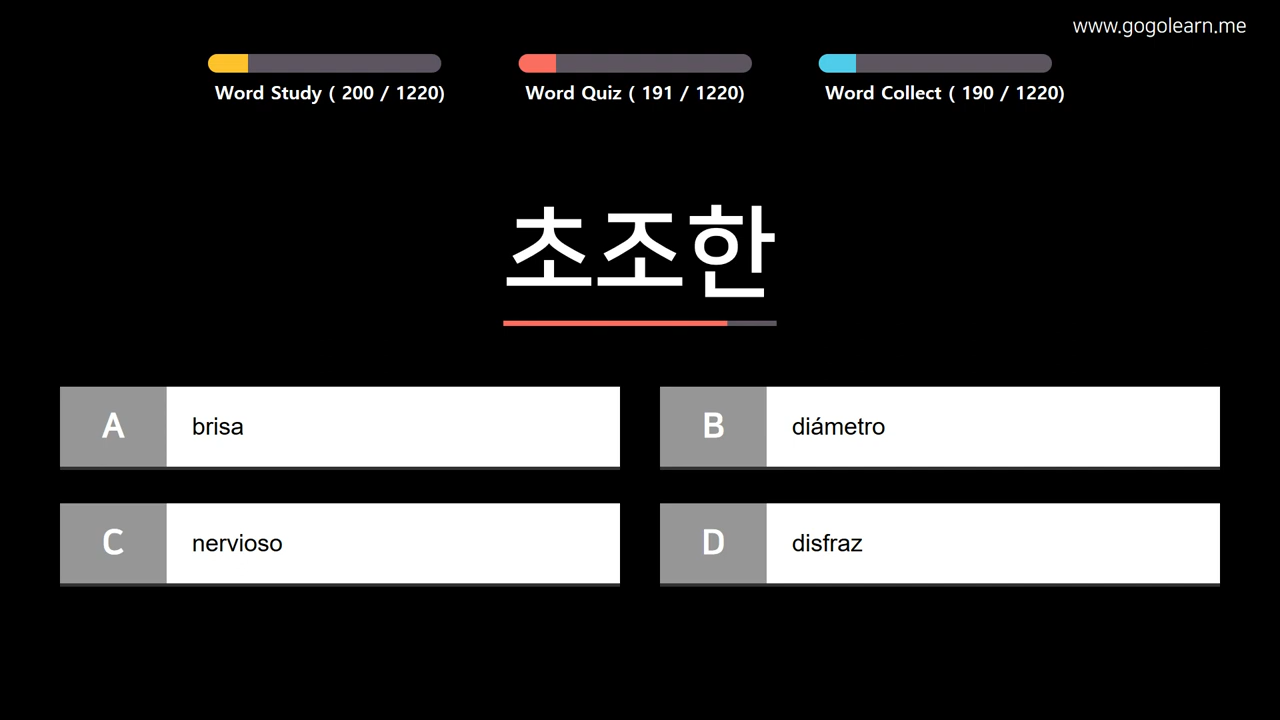 www.gogolearn.me
Word Study ( 200 / 1220)
Word Quiz ( 191 / 1220)
Word Collect ( 190 / 1220)
초조한
A brisa
B diámetro
C nervioso
D disfraz